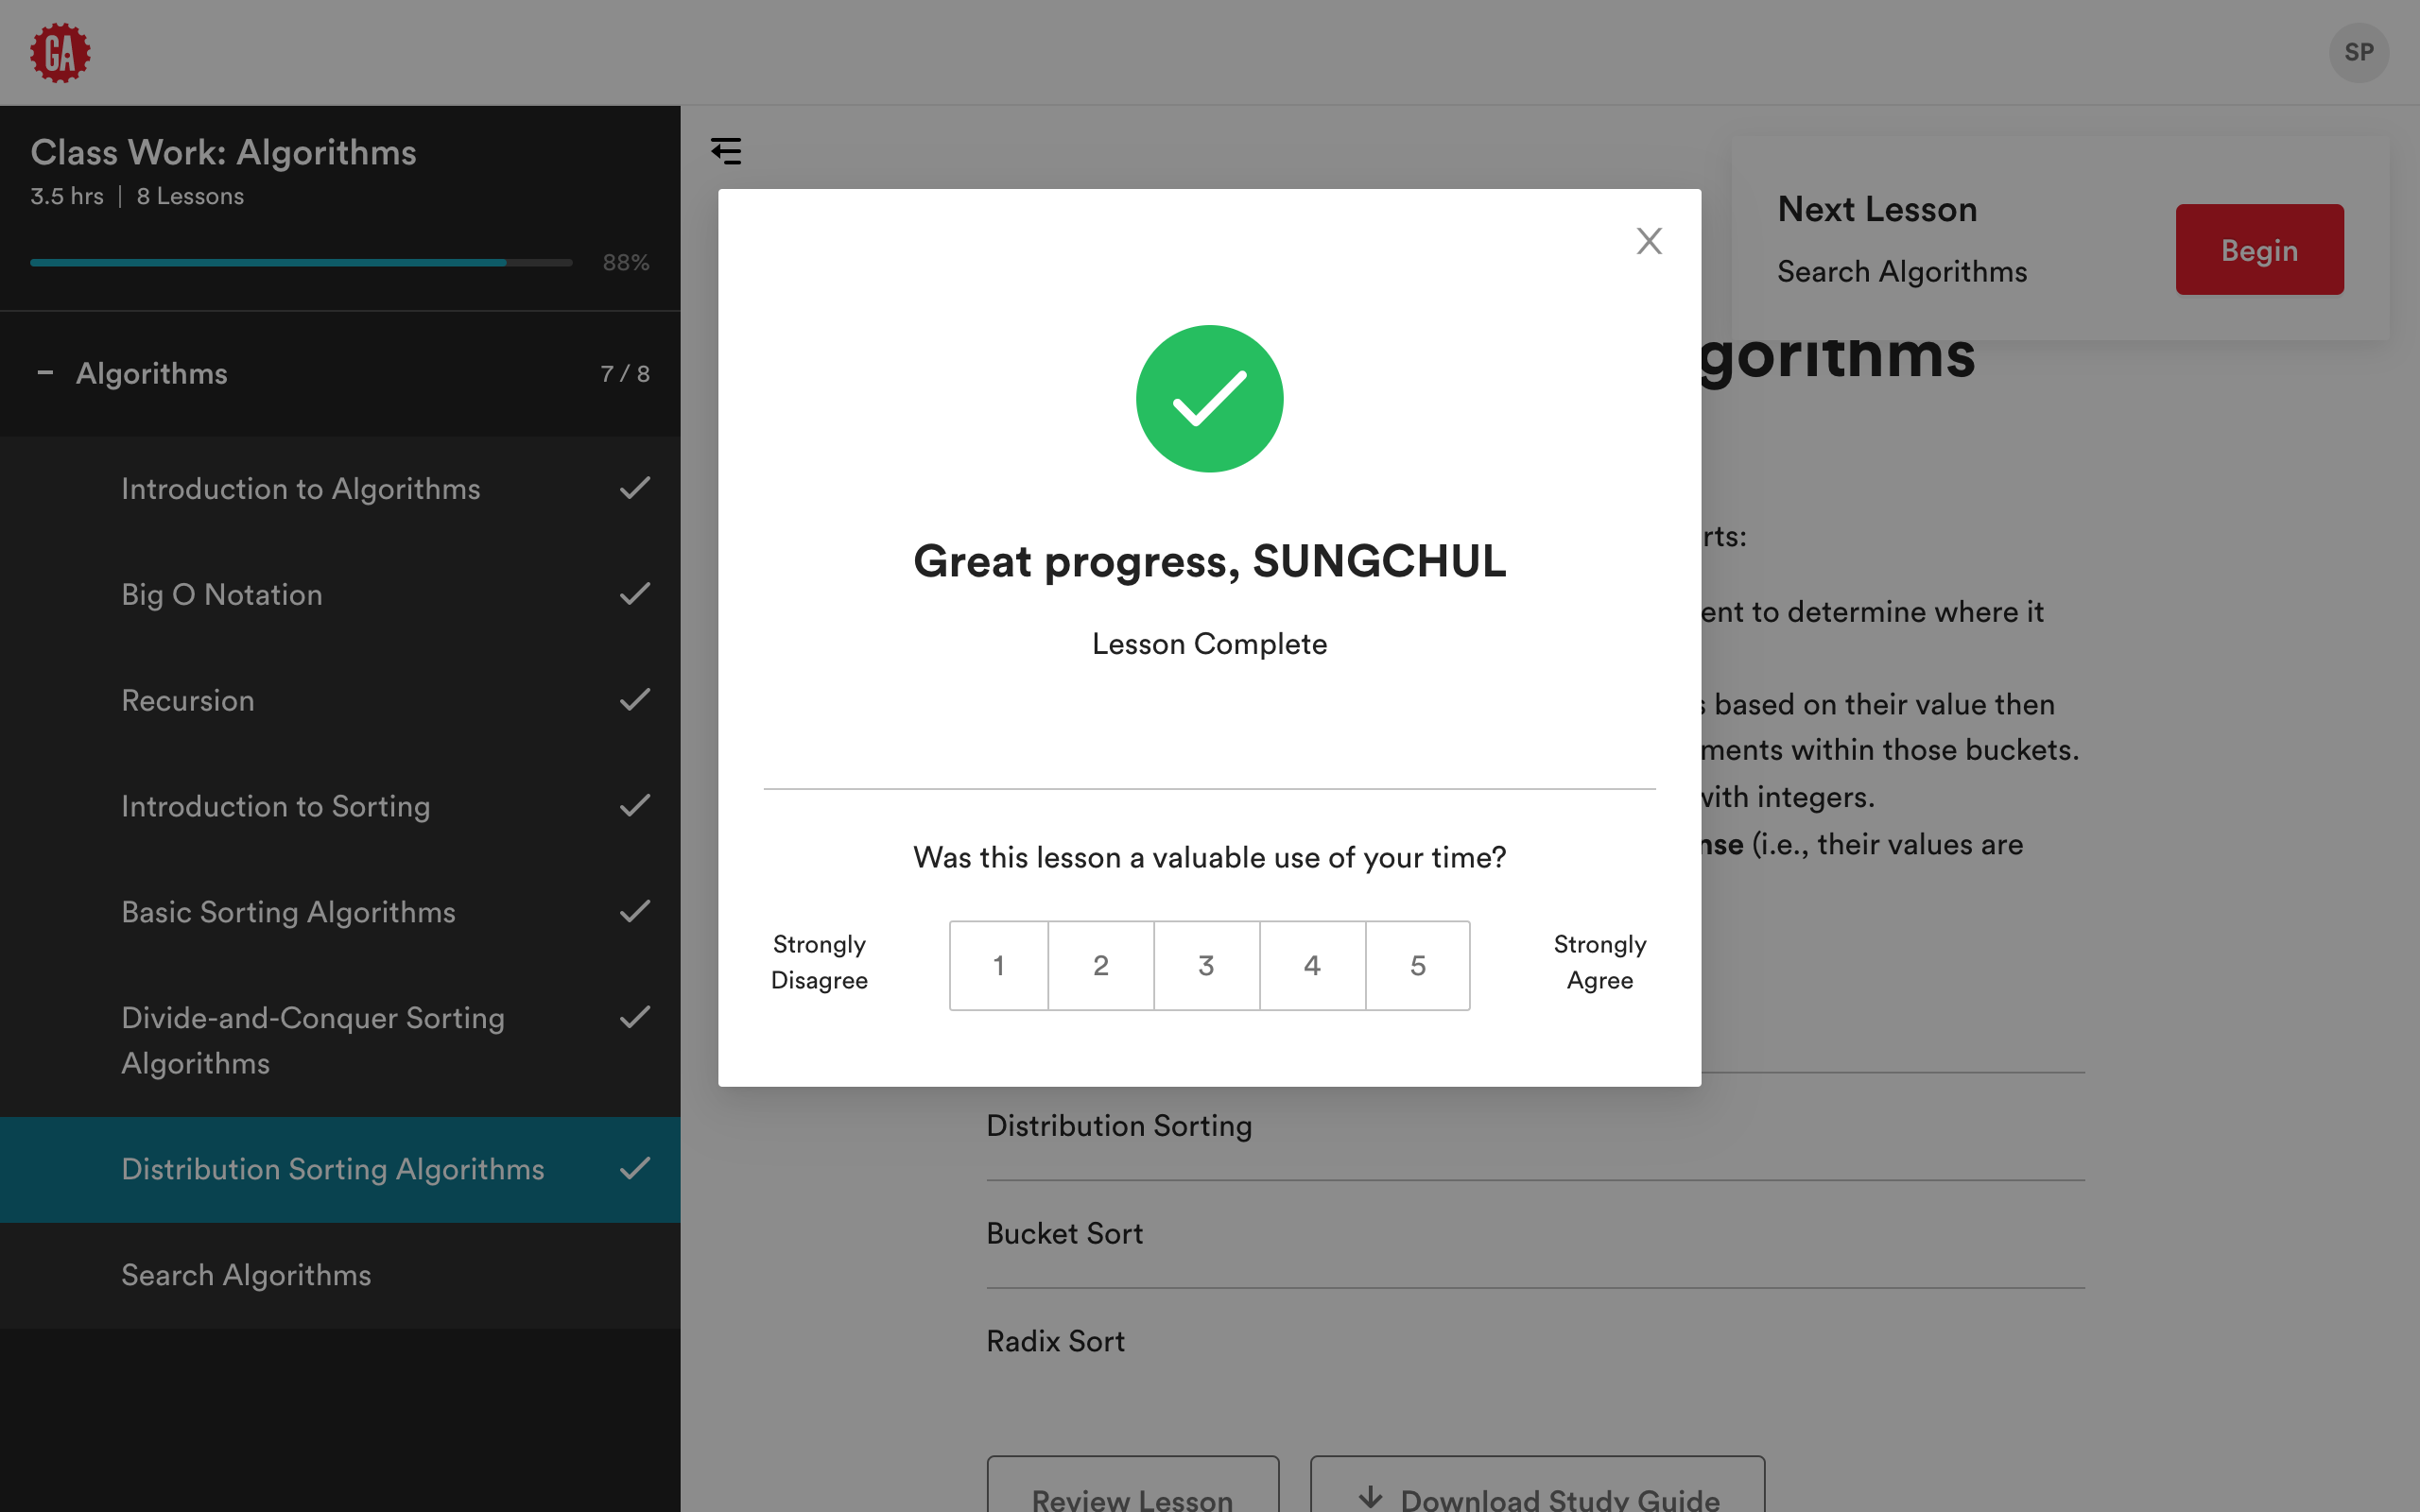 GA
SP
Class Work: Algorithms
3.5 hrs | 8 Lessons
88%
Algorithms 7 / 8
Introduction to Algorithms
Big O Notation
Recursion
Introduction to Sorting
Basic Sorting Algorithms
Divide-and-Conquer Sorting
Algorithms
Distribution Sorting Algorithms
Search Algorithms
Next Lesson
Search Algorithms
Begin
gorithms
rts:
ent to determine where it
based on their value then
ments within those buckets.
with integers.
nse (i.e., their values are
Great progress, SUNGCHUL
Lesson Complete
Was this lesson a valuable use of your time?
Strongly
Disagree
1 2 3 4 5
Strongly
Agree
Distribution Sorting
Bucket Sort
Radix Sort
Review Lesson
Download Study Guide